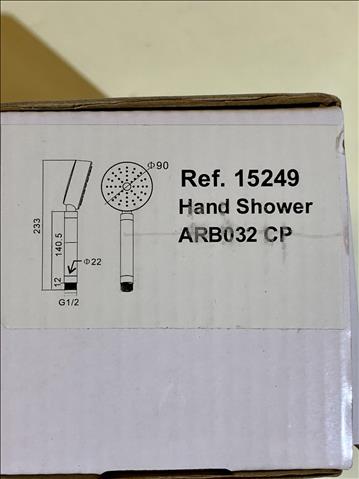 Φ90
Ref. 15249
Hand Shower
ARB032 CP
233
140.5
Φ22
12
G1/2